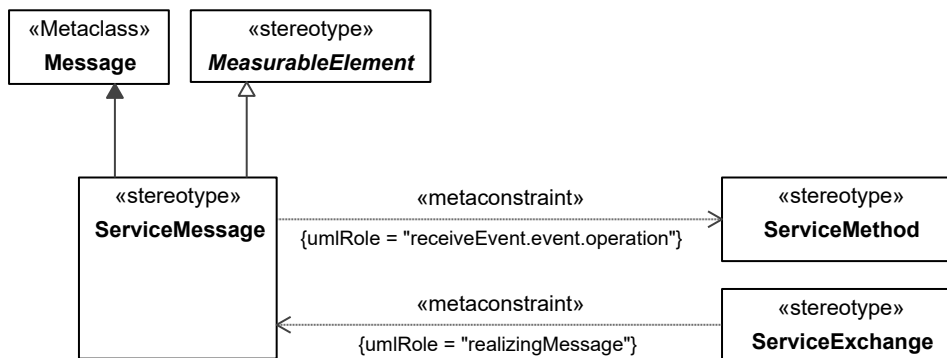 «Metaclass»
Message
«stereotype»
MeasurableElement
«stereotype»
ServiceMessage
«metaconstraint»
{umlRole = "receiveEvent.event.operation"}
«stereotype»
ServiceMethod
«metaconstraint»
{umlRole = "realizingMessage"}
«stereotype»
ServiceExchange